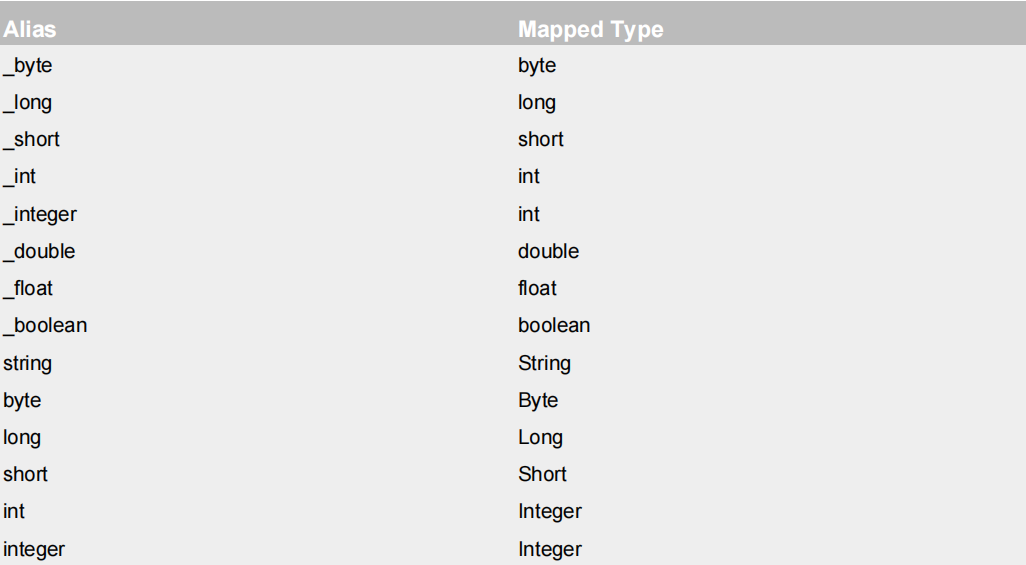 Alias Mapped Type
_byte byte
_long long
_short short
_int int
_integer int
_double double
_float float
_boolean boolean
string String
byte Byte
long Long
short Short
int Integer
integer Integer